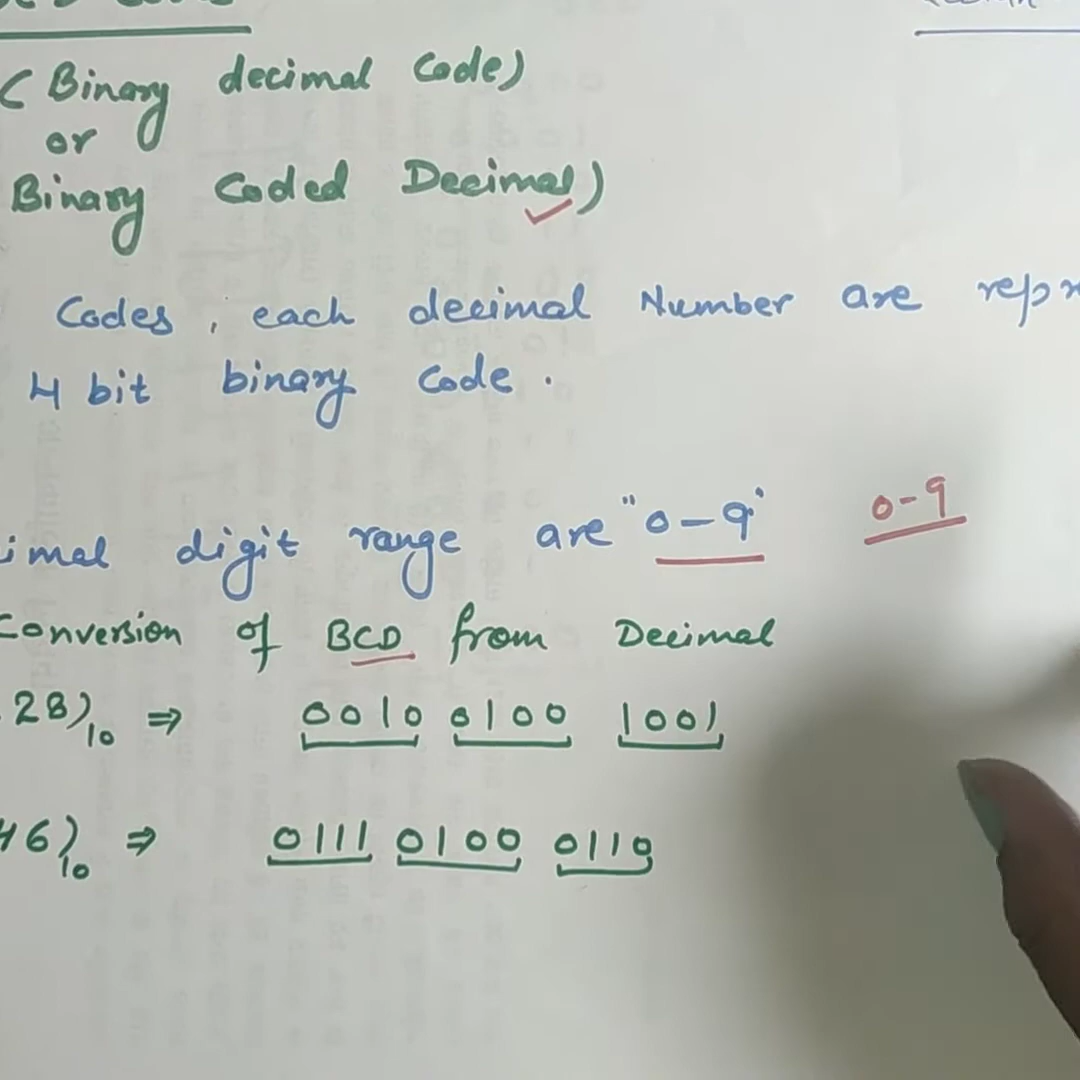 ( Binary decimal Code)
or
Binary Coded Decimal)
Codes, each decimal Number are repr
4 bit binary Code.
imal digit range are "0-9" 0-9
Conversion of BCD from Decimal
28)10 ⇒ 0010 0100 1001
46)10 ⇒ 0111 0100 0110